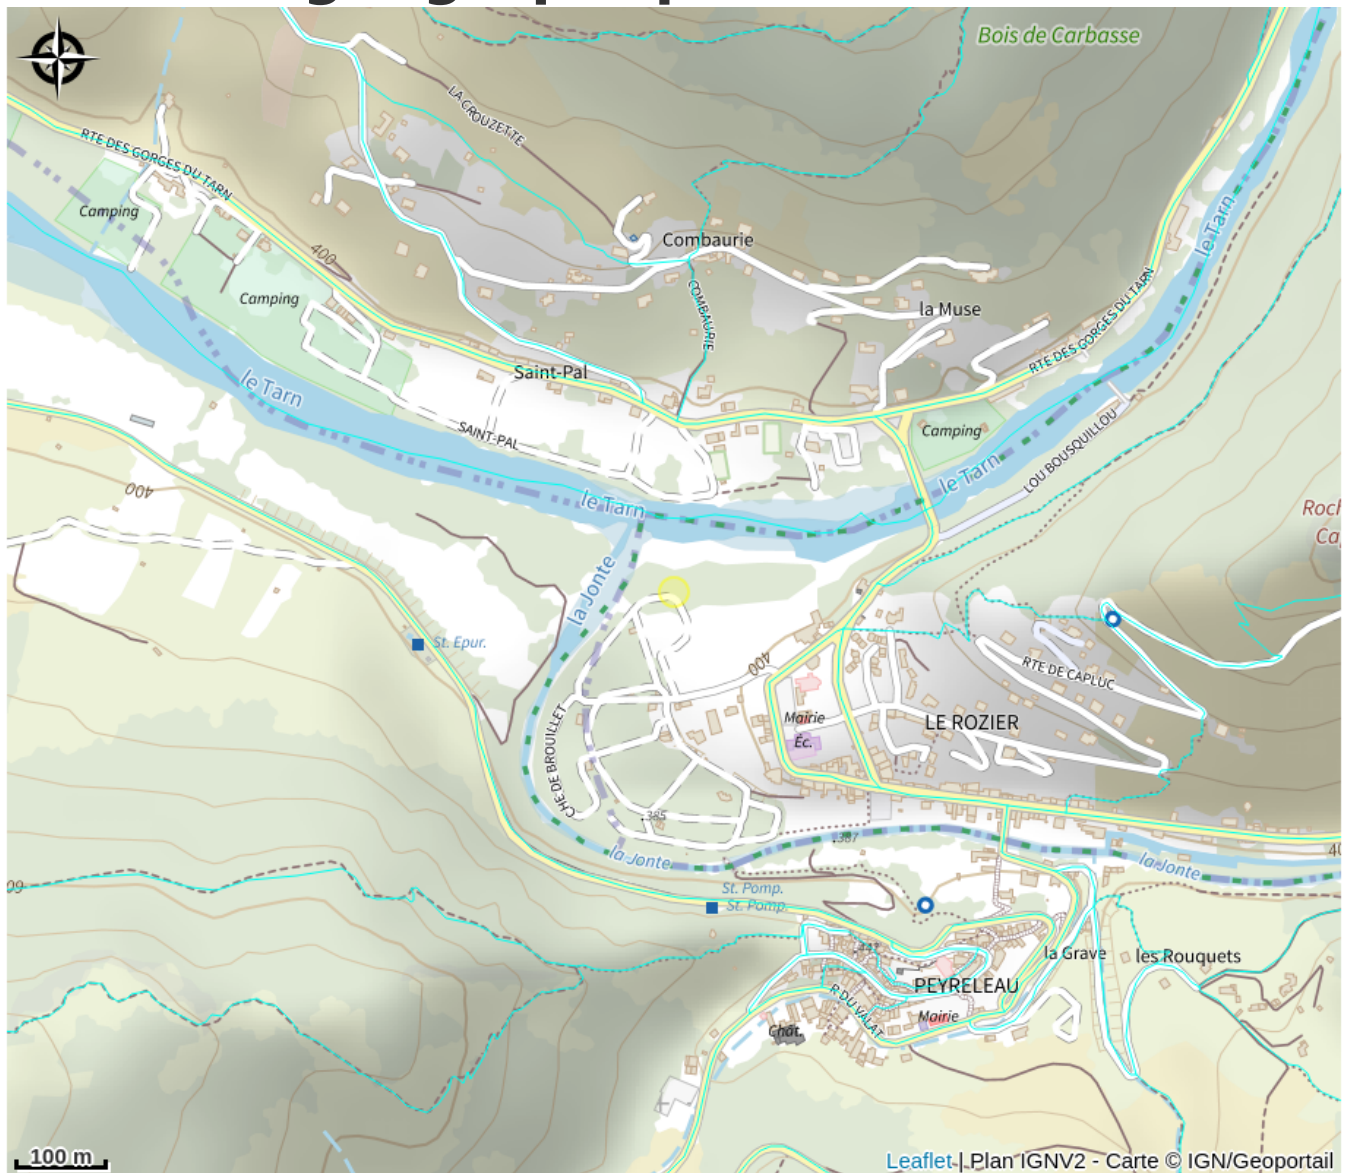 Bois de Carbasse
LA CROUZETTE
RTE DES GORGES DU TARN
Camping
400
Combaurie
le Tarn
Camping
COMBAURIE
la Muse
RTE DES GORGES DU TARN
Saint-Pal
le Tarn
SAINT-PAL
Camping
LOU BOUSQUILLOU
le Tarn
400
le Tarn
Roch
Ca
la Jonte
St. Epur.
400
RTE DE CAPLUC
Mairie
LE ROZIER
Éc.
CHE DE BROUILLET
.385
.387
la Jonte
la Jonte
40
09
St. Pomp.
St. Pomp.
.447
la Grave
les Rouquets
PEYRELEAU
R DU VALAT
Mairie
Chât.
100 m
Leaflet | Plan IGNV2 - Carte © IGN/Geoportail